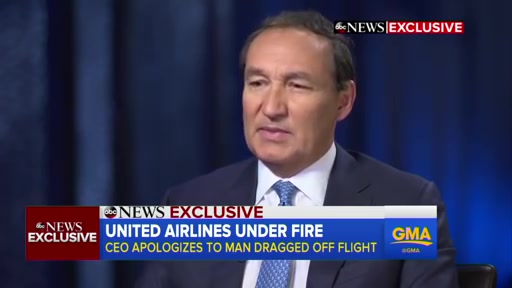 abc NEWS EXCLUSIVE
abc NEWS EXCLUSIVE
abc NEWS
EXCLUSIVE
UNITED AIRLINES UNDER FIRE
CEO APOLOGIZES TO MAN DRAGGED OFF FLIGHT
GMA
@GMA